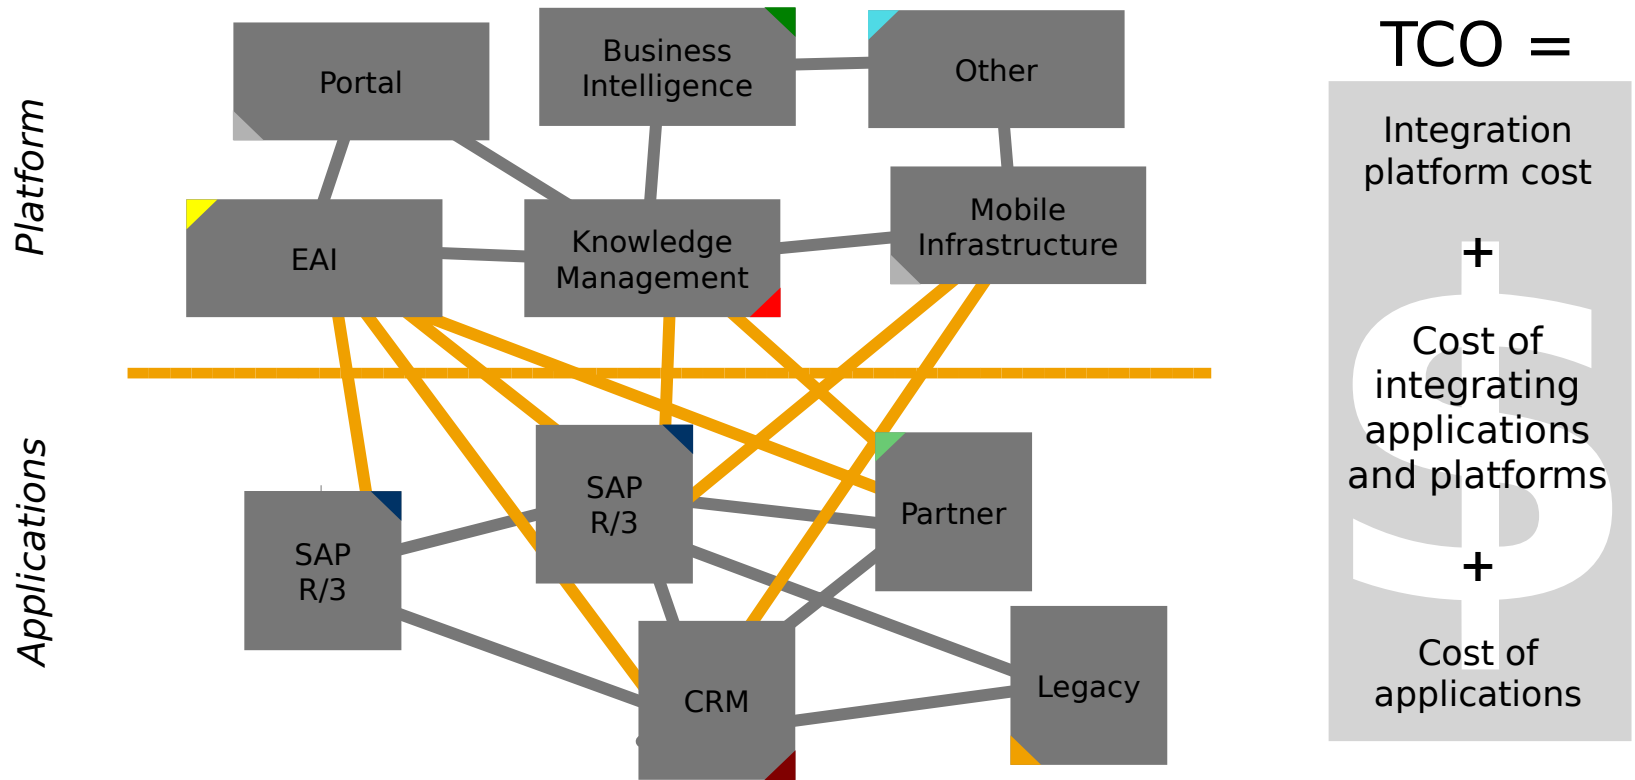 Platform
Portal
Business
Intelligence
Other
EAI
Knowledge
Management
Mobile
Infrastructure
Applications
SAP
R/3
SAP
R/3
Partner
CRM
Legacy
TCO =
Integration
platform cost
+
Cost of
integrating
applications
and platforms
+
Cost of
applications
$